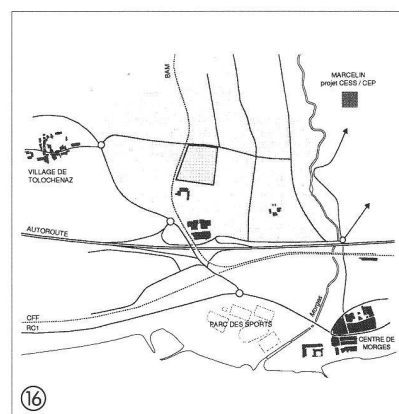 BAM
MARCELIN
projet CESS / CEP
VILLAGE DE
TOLOCHENAZ
AUTOROUTE
CFF
RC1
PARC DES SPORTS
Morges
CENTRE DE
MORGES
16